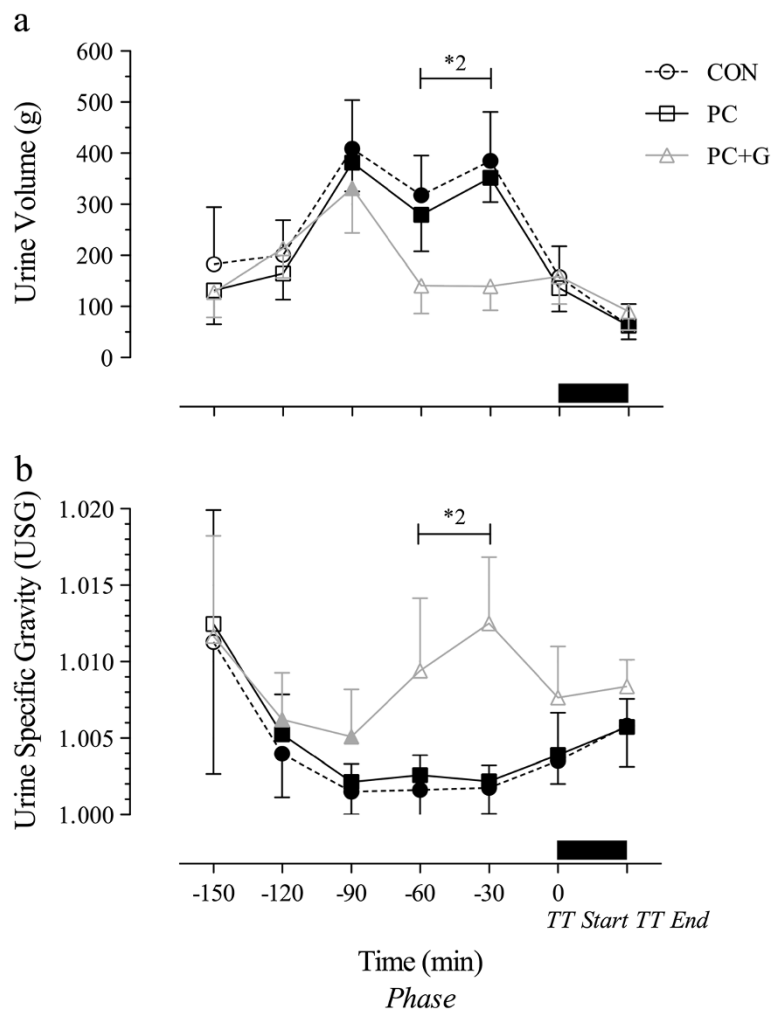 a
Urine Volume (g)
600
500
400
300
200
100
0
*2
CON
PC
PC+G
b
Urine Specific Gravity (USG)
1.020
1.015
1.010
1.005
1.000
*2
-150 -120 -90 -60 -30 0
TT Start TT End
Time (min)
Phase